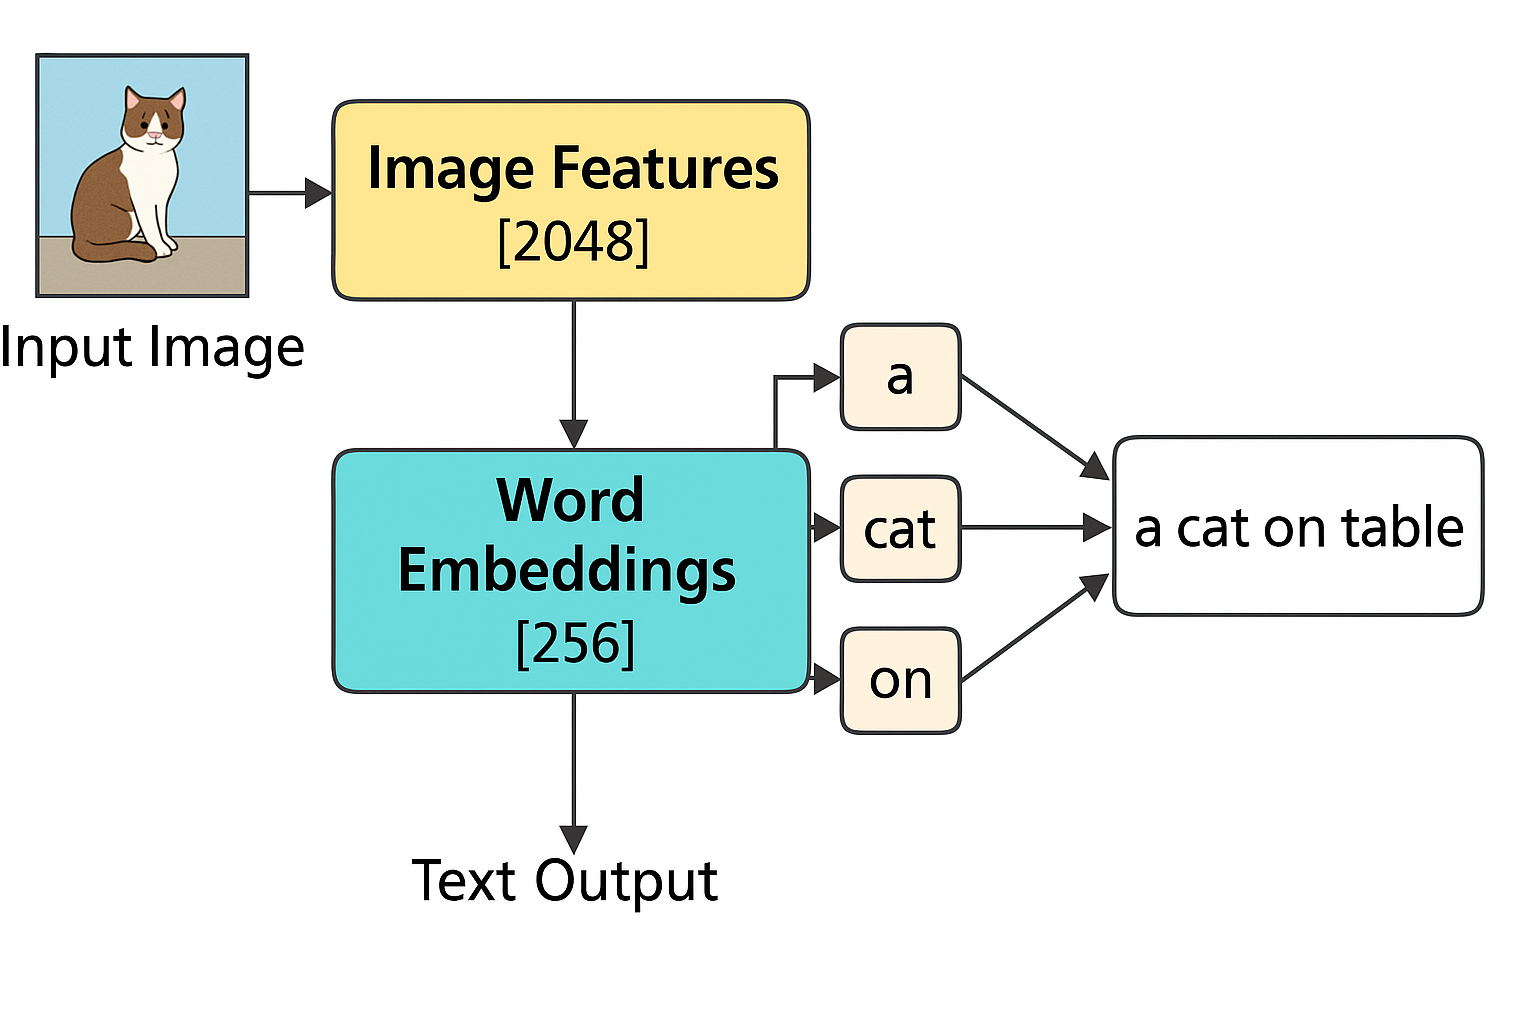 Input Image
Image Features
[2048]
Word
Embeddings
[256]
a
cat
on
a cat on table
Text Output